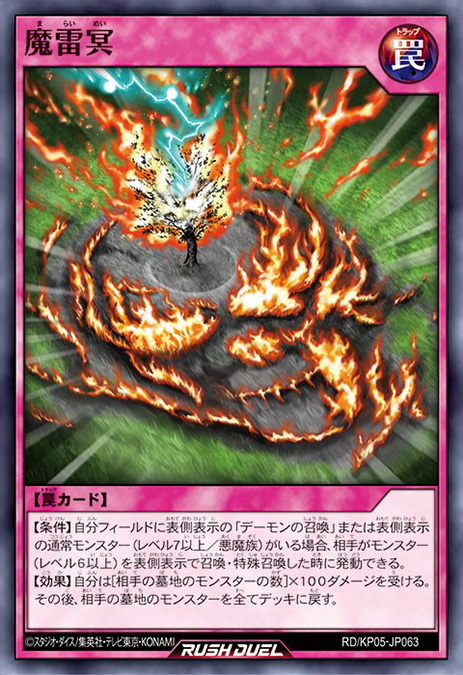 魔雷冥
ま らい めい
トラップ
罠
トラップ
【罠カード】
【条件】自分フィールドに表側表示の「デーモンの召喚」または表側表示
の通常モンスター(レベル7以上/悪魔族)がいる場合、相手がモンスター
(レベル6以上)を表側表示で召喚・特殊召喚した時に発動できる。
【効果】自分は[相手の墓地のモンスターの数]×100ダメージを受ける。
その後、相手の墓地のモンスターを全てデッキに戻す。
©スタジオ・ダイス/集英社・テレビ東京・KONAMI
RUSH DUEL
RD/KP05-JP063